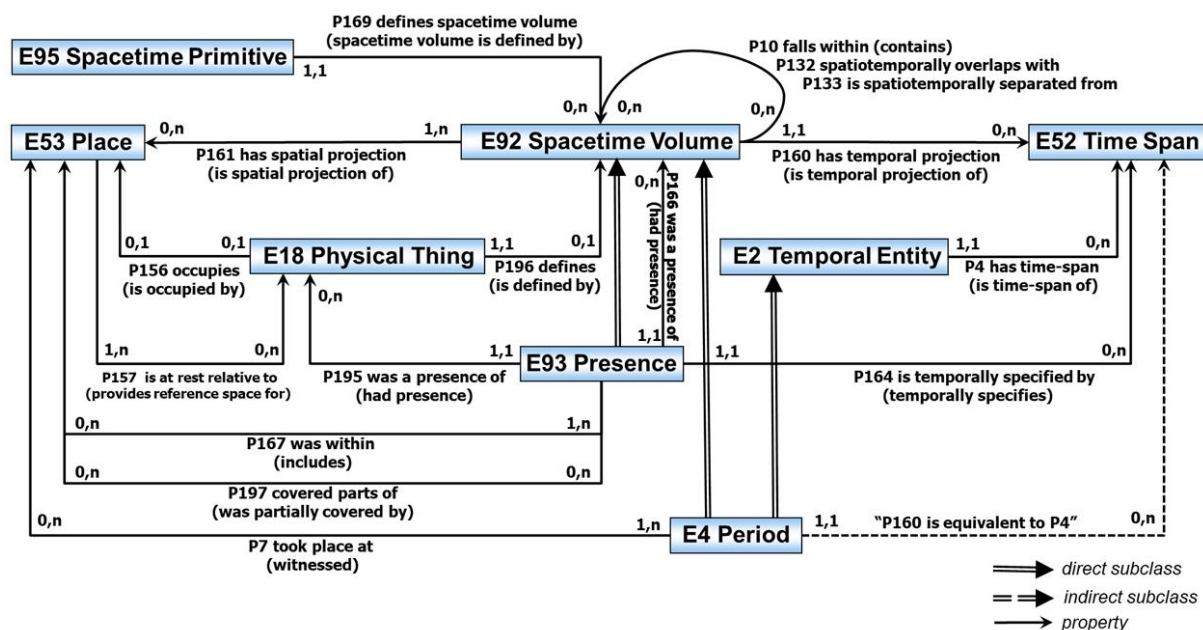 P169 defines spacetime volume
(spacetime volume is defined by)
E95 Spacetime Primitive
1,1
P10 falls within (contains)
P132 spatiotemporally overlaps with
P133 is spatiotemporally separated from
0,n
0,n
0,n
E53 Place
0,n
1,n
E92 Spacetime Volume
1,1
0,n
E52 Time Span
P161 has spatial projection
(is spatial projection of)
P160 has temporal projection
(is temporal projection of)
0,n
P166 was a presence of
(had presence)
0,1
0,1
E18 Physical Thing
1,1
0,1
E2 Temporal Entity
1,1
0,n
P156 occupies
(is occupied by)
P196 defines
(is defined by)
P4 has time-span
(is time-span of)
0,n
1,n
0,n
1,1
E93 Presence
1,1
1,1
0,n
P157 is at rest relative to
(provides reference space for)
P195 was a presence of
(had presence)
P164 is temporally specified by
(temporally specifies)
0,n
1,n
P167 was within
(includes)
0,n
0,n
P197 covered parts of
(was partially covered by)
0,n
1,n
E4 Period
1,1
"P160 is equivalent to P4"
0,n
P7 took place at
(witnessed)
direct subclass
indirect subclass
property